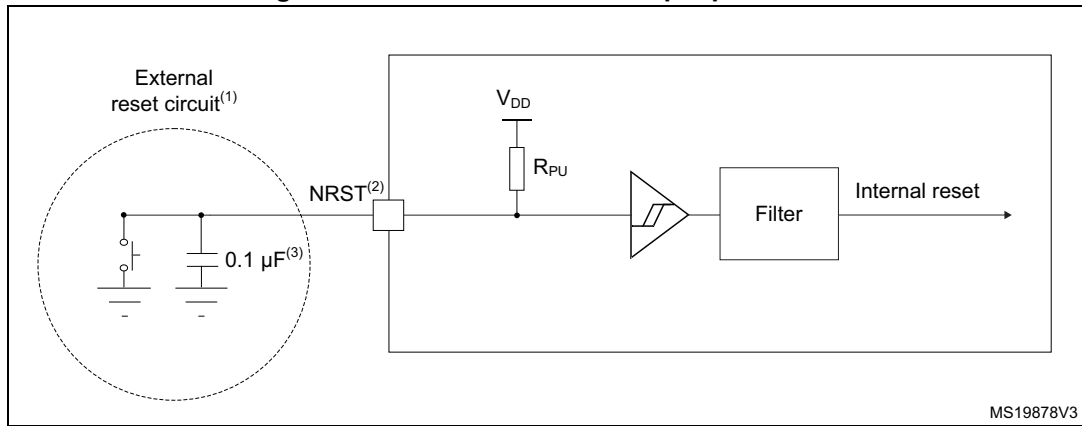 External
reset circuit(1)
VDD
RPU
NRST(2)
Internal reset
Filter
0.1 μF(3)
MS19878V3